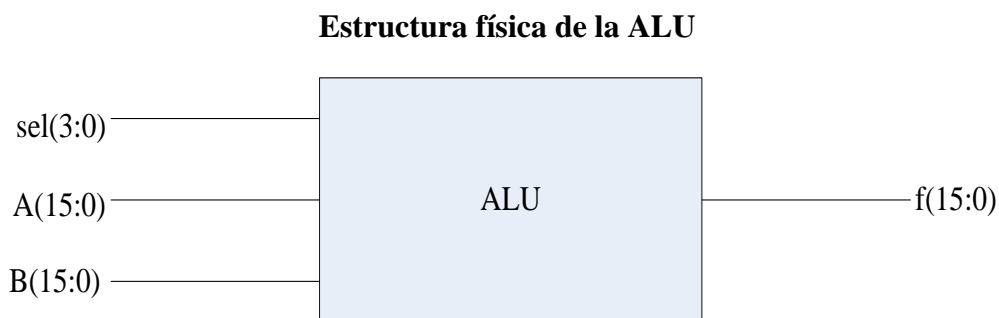 Estructura física de la ALU
sel(3:0)
A(15:0)
ALU
f(15:0)
B(15:0)